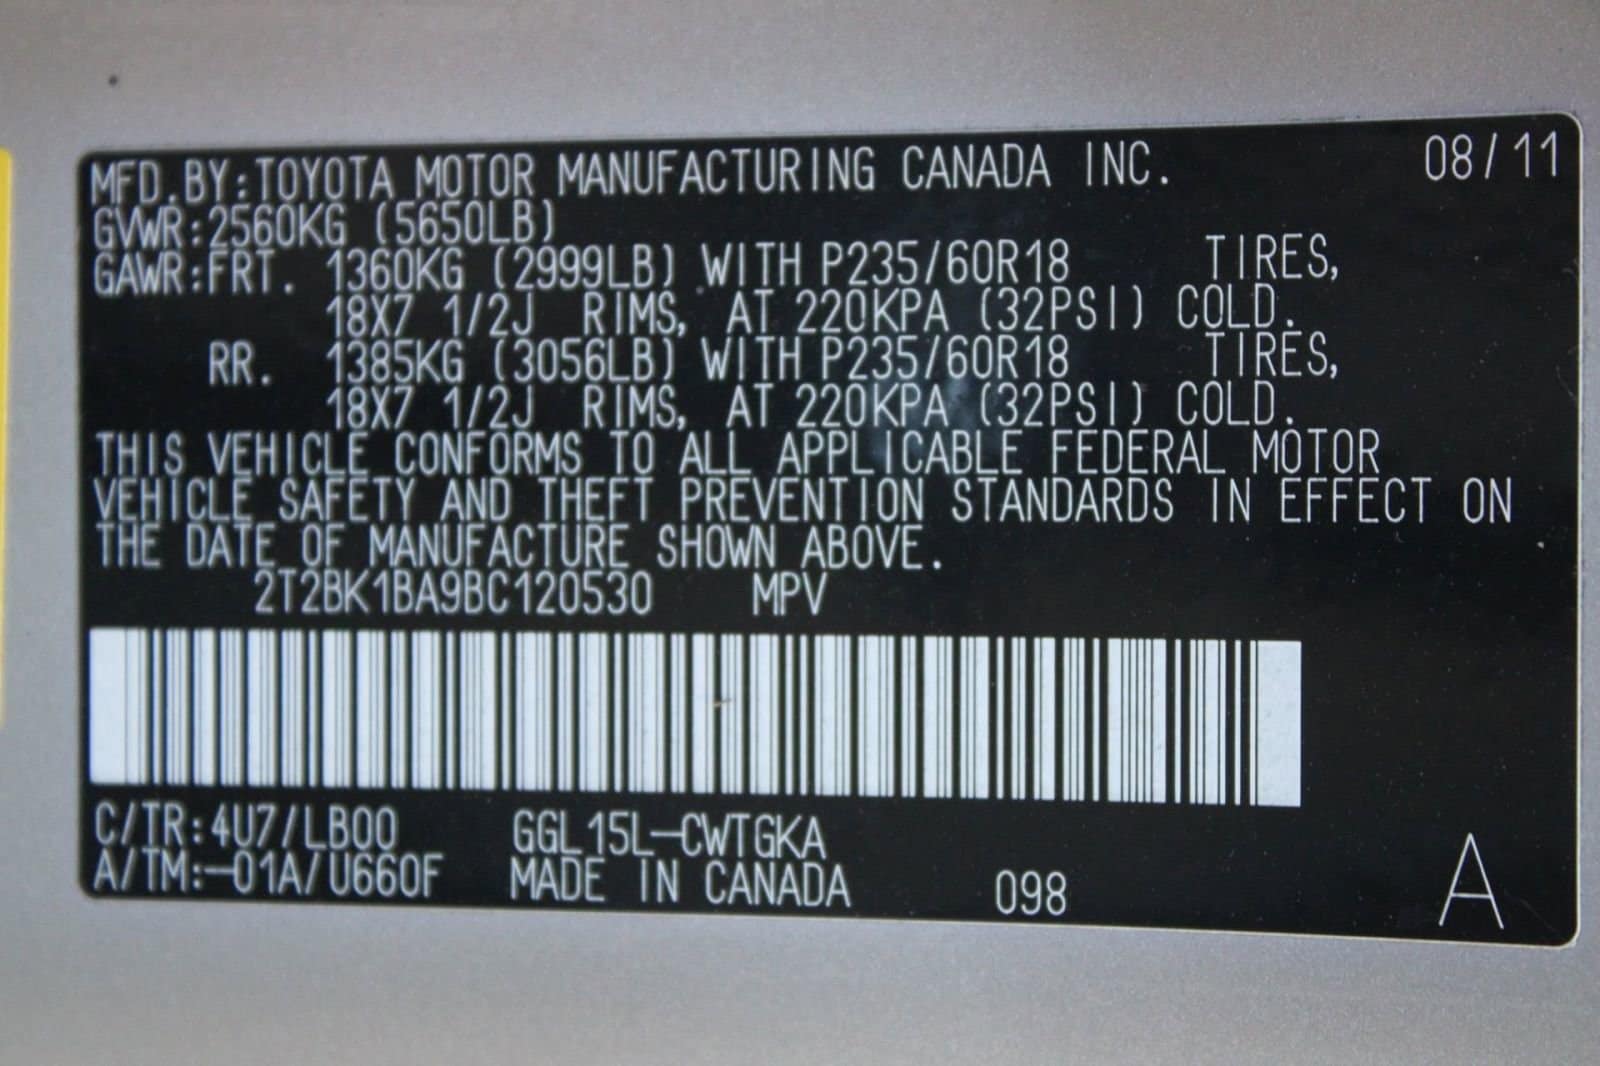 MFD.BY:TOYOTA MOTOR MANUFACTURING CANADA INC. 08/11
GVWR:2560KG (5650LB)
GAWR:FRT. 1360KG (2999LB) WITH P235/60R18 TIRES,
18X7 1/2J RIMS, AT 220KPA (32PSI) COLD.
RR. 1385KG (3056LB) WITH P235/60R18 TIRES,
18X7 1/2J RIMS, AT 220KPA (32PSI) COLD.
THIS VEHICLE CONFORMS TO ALL APPLICABLE FEDERAL MOTOR
VEHICLE SAFETY AND THEFT PREVENTION STANDARDS IN EFFECT ON
THE DATE OF MANUFACTURE SHOWN ABOVE.
2T2BK1BA9BC120530 MPV
C/TR:4U7/LB00 GGL15L-CWTGKA
A/TM:-01A/U660F MADE IN CANADA 098 A